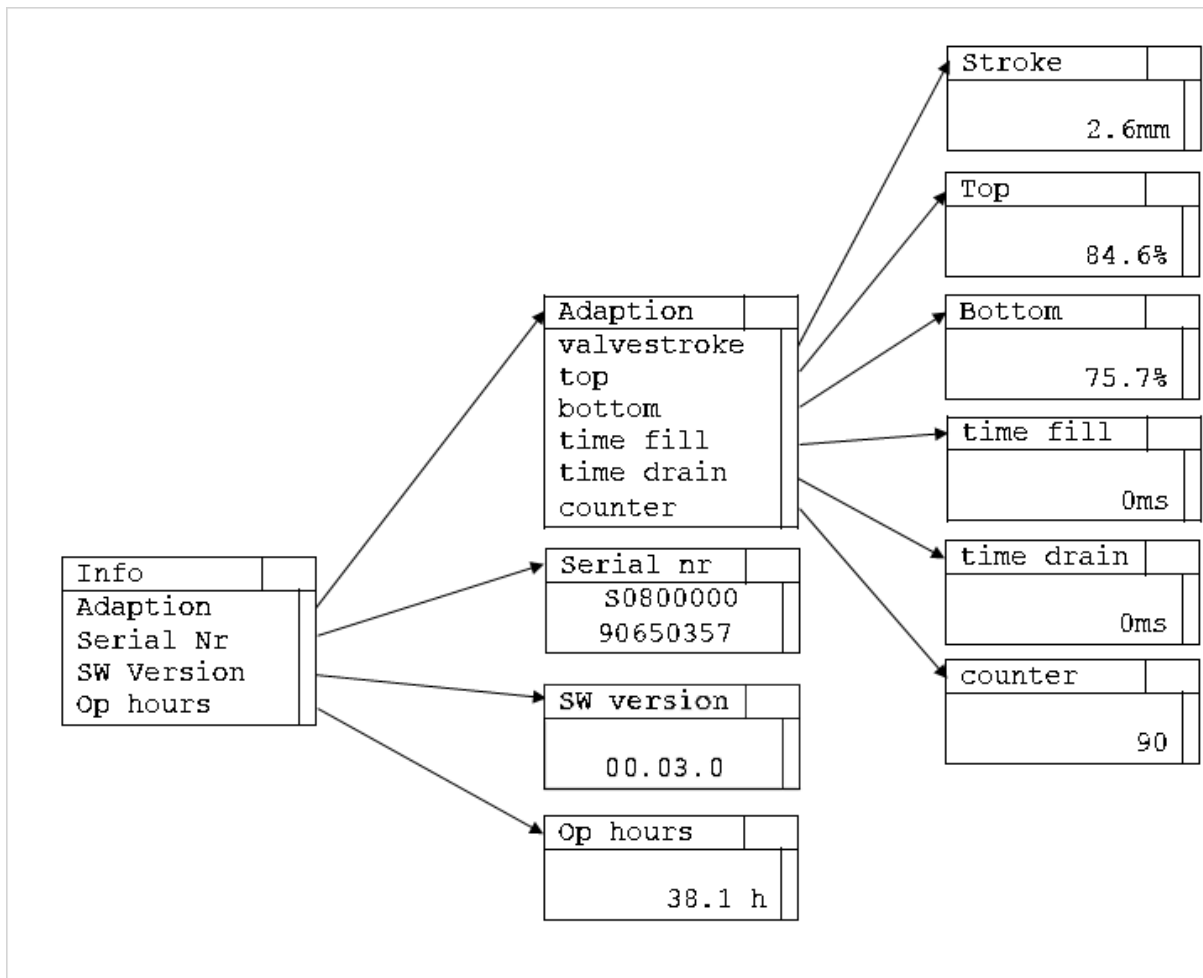 Info
Adaption
Serial Nr
SW Version
Op hours
Adaption
valvestroke
top
bottom
time fill
time drain
counter
Serial nr
S0800000
90650357
SW version
00.03.0
Op hours
38.1 h
Stroke
2.6mm
Top
84.6%
Bottom
75.7%
time fill
0ms
time drain
0ms
counter
90